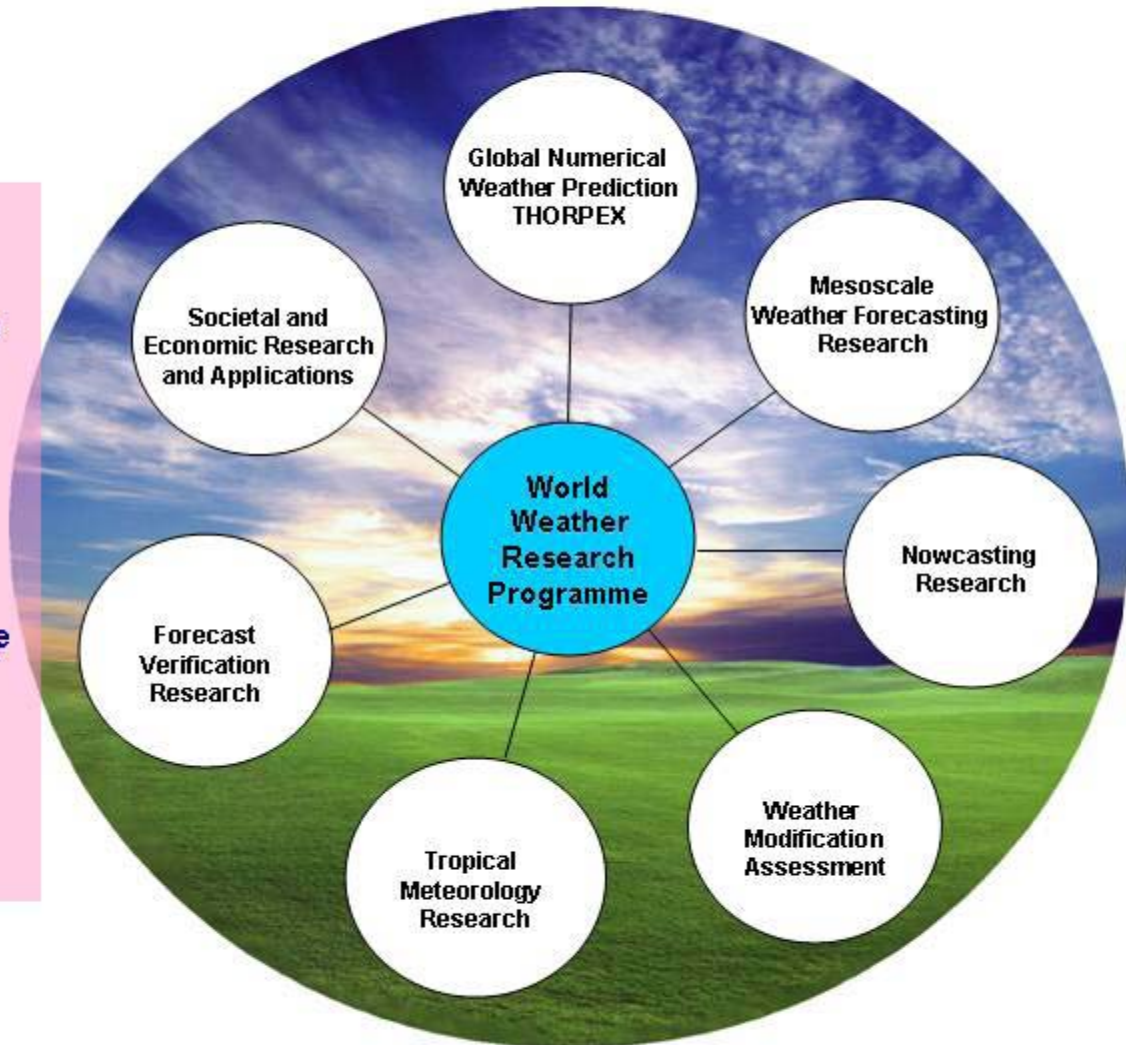 Global Numerical
Weather Prediction
THORPEX
Mesoscale
Weather Forecasting
Research
Nowcasting
Research
Weather
Modification
Assessment
Tropical
Meteorology
Research
Forecast
Verification
Research
Societal and
Economic Research
and Applications
World
Weather
Research
Programme